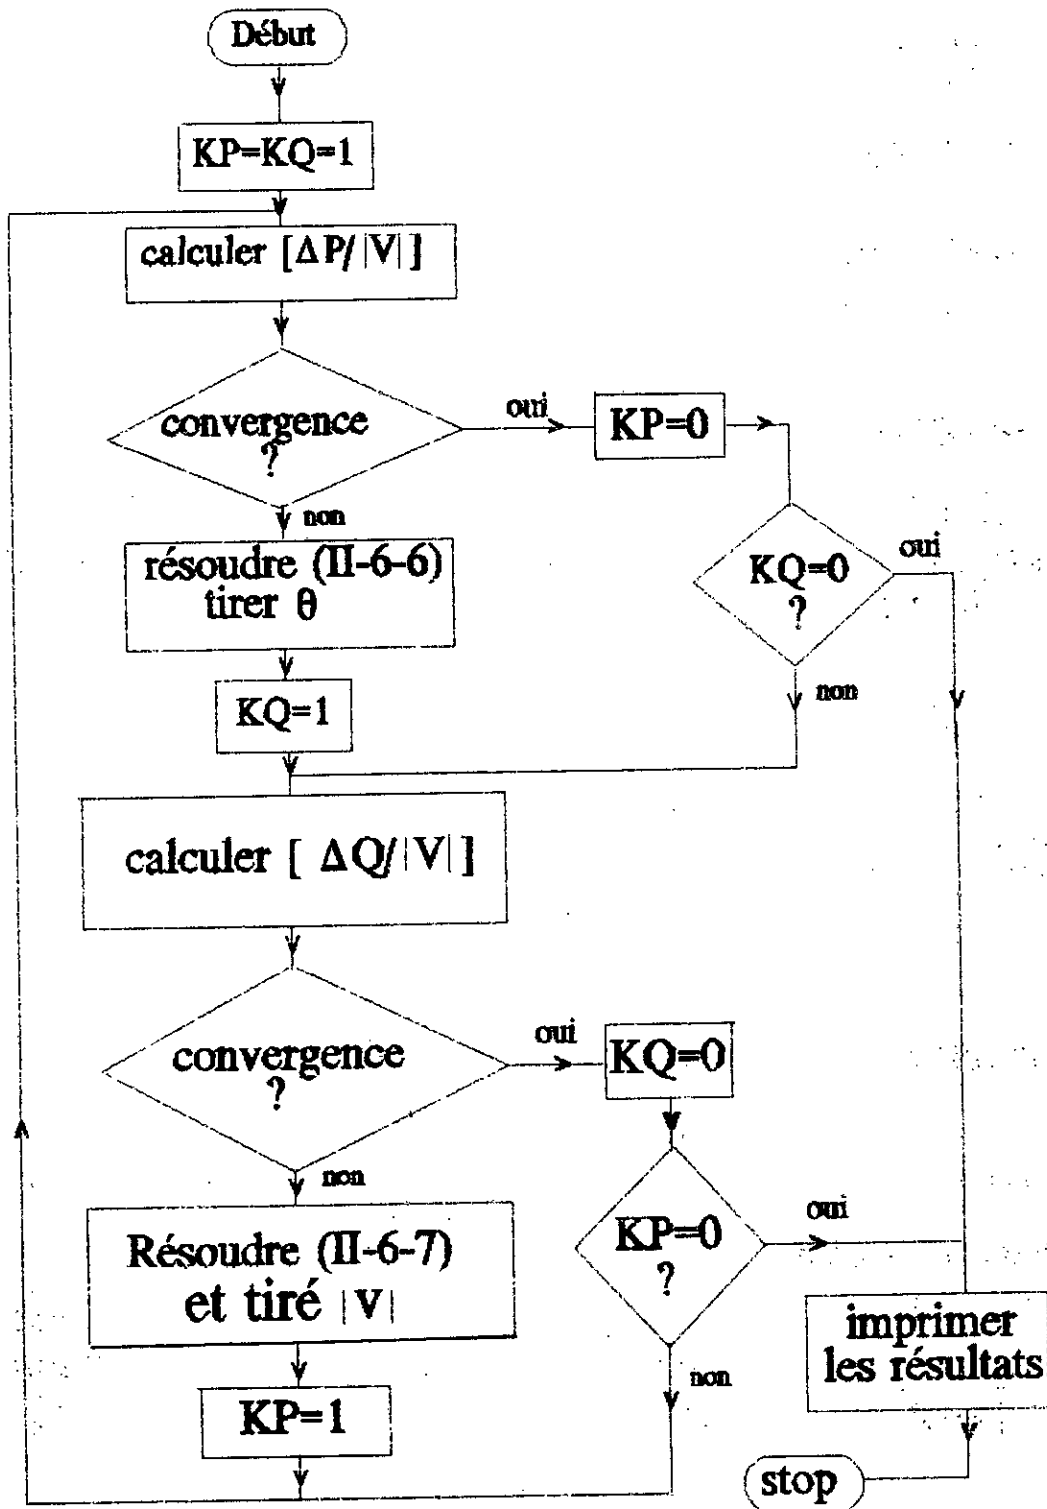 Début
KP=KQ=1
calculer [ΔP/|V|]
convergence
?
oui
KP=0
non
résoudre (II-6-6)
tirer θ
KQ=0
?
oui
non
KQ=1
calculer [ ΔQ/|V|]
convergence
?
oui
KQ=0
non
Résoudre (II-6-7)
et tiré |V|
KP=0
?
oui
non
imprimer
les résultats
KP=1
stop